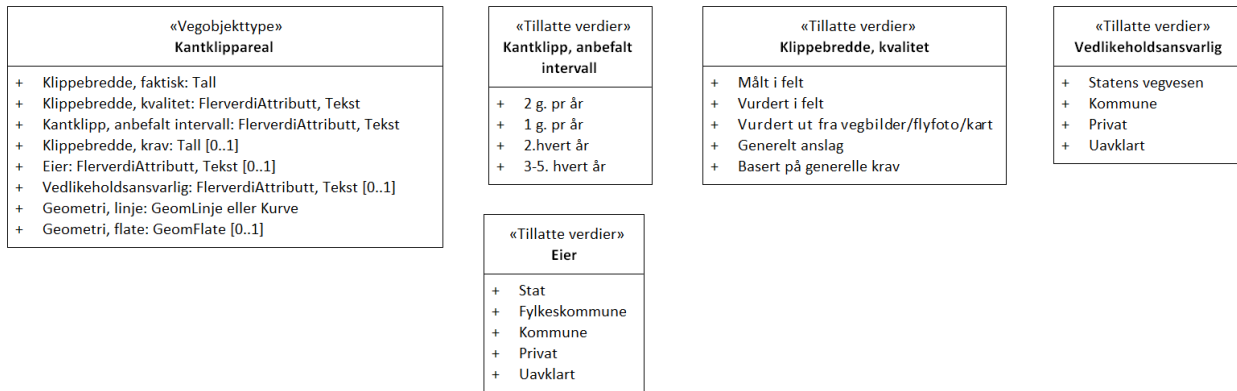 «Vegobjekttype»
Kantklippareal
+ Klippebredde, faktisk: Tall
+ Klippebredde, kvalitet: FlerverdiAttributt, Tekst
+ Kantklipp, anbefalt intervall: FlerverdiAttributt, Tekst
+ Klippebredde, krav: Tall [0..1]
+ Eier: FlerverdiAttributt, Tekst [0..1]
+ Vedlikeholdsansvarlig: FlerverdiAttributt, Tekst [0..1]
+ Geometri, linje: GeomLinje eller Kurve
+ Geometri, flate: GeomFlate [0..1]
«Tillatte verdier»
Kantklipp, anbefalt
intervall
+ 2 g. pr år
+ 1 g. pr år
+ 2.hvert år
+ 3-5. hvert år
«Tillatte verdier»
Klippebredde, kvalitet
+ Målt i felt
+ Vurdert i felt
+ Vurdert ut fra vegbilder/flyfoto/kart
+ Generelt anslag
+ Basert på generelle krav
«Tillatte verdier»
Vedlikeholdsansvarlig
+ Statens vegvesen
+ Kommune
+ Privat
+ Uavklart
«Tillatte verdier»
Eier
+ Stat
+ Fylkeskommune
+ Kommune
+ Privat
+ Uavklart